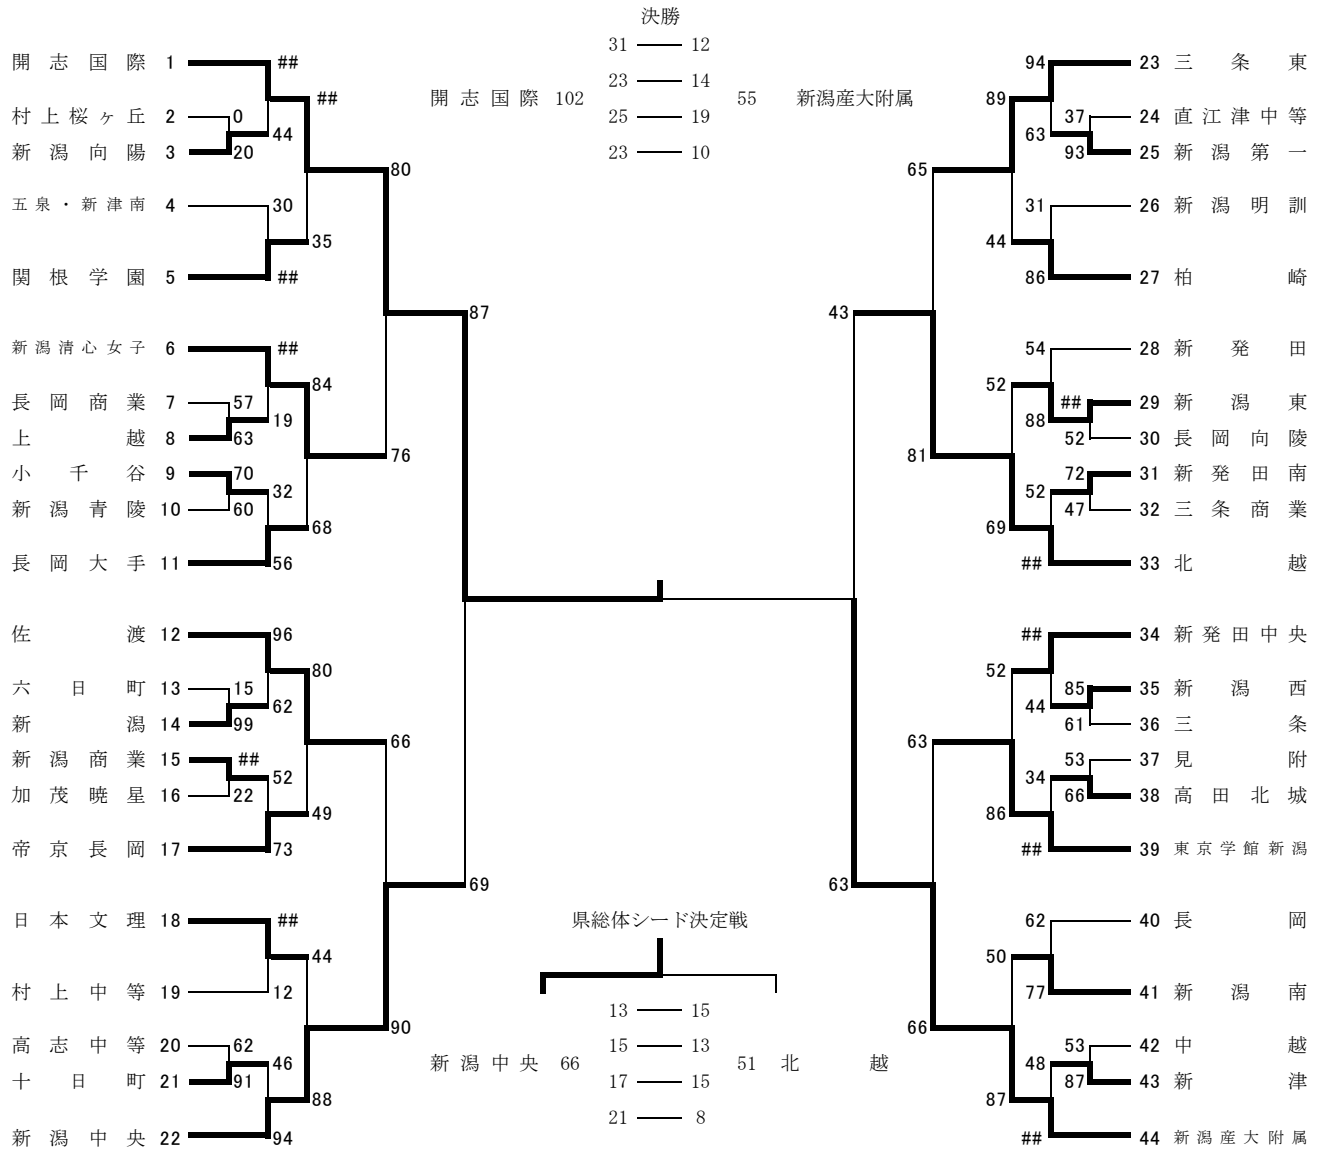 決勝
31 12
23 14
開志国際 102 55 新潟産大附属
25 19
23 10
開志国際 1 ##
##
村上桜ヶ丘 2 0
44
新潟向陽 3 20
80
五泉・新津南 4 30
35
関根学園 5 ##
87
新潟清心女子 6 ##
84
長岡商業 7 57
19
上越 8 63
76
小千谷 9 70
32
新潟青陵 10 60
68
長岡大手 11 56
佐渡 12 96
80
六日町 13 15
62
新潟 14 99
66
新潟商業 15 ##
52
加茂暁星 16 22
49
帝京長岡 17 73
69
日本文理 18 ##
44
村上中等 19 12
90
高志中等 20 62
46
十日町 21 91
88
新潟中央 22 94
94 23 三条東
89
37 24 直江津中等
63
93 25 新潟第一
65
31 26 新潟明訓
44
86 27 柏崎
43
54 28 新発田
52
## 29 新潟東
88
52 30 長岡向陵
81
72 31 新発田南
52
47 32 三条商業
69
## 33 北越
## 34 新発田中央
52
85 35 新潟西
44
61 36 三条
63
53 37 見附
34
66 38 高田北城
86
## 39 東京学館新潟
63
62 40 長岡
50
77 41 新潟南
66
53 42 中越
48
87 43 新津
87
## 44 新潟産大附属
県総体シード決定戦
13 15
15 13
新潟中央 66 51 北越
17 15
21 8